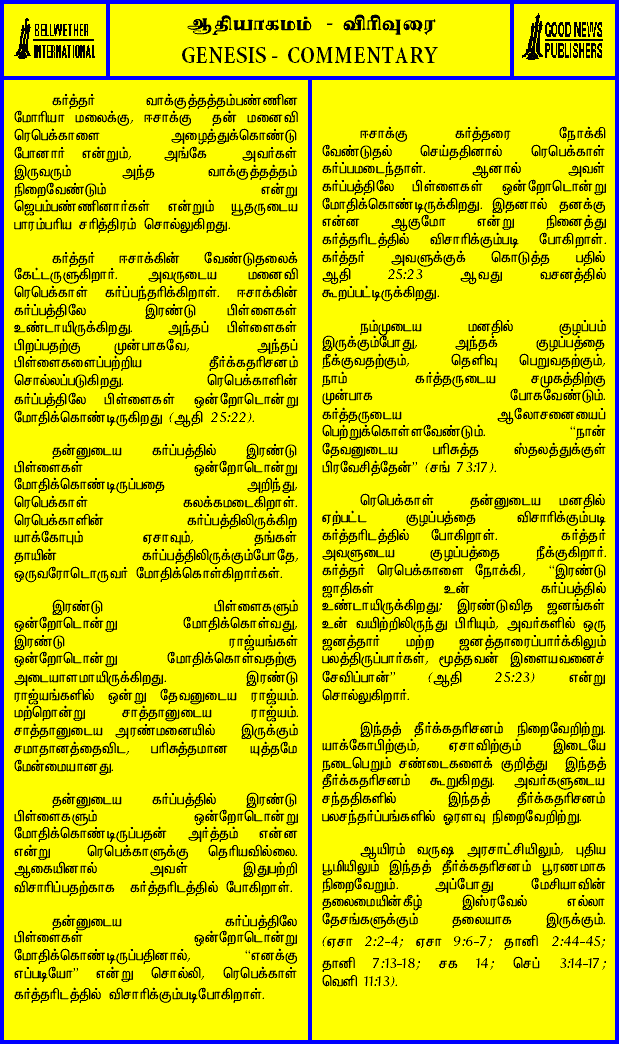 BELLWETHER
INTERNATIONAL
ஆதியாகமம் - விரிவுரை
GENESIS - COMMENTARY
GOOD NEWS
PUBLISHERS
கர்த்தர் வாக்குத்தத்தம்பண்ணின
மோரியா மலைக்கு, ஈசாக்கு தன் மனைவி
ரெபெக்காளை அழைத்துக்கொண்டு
போனார் என்றும், அங்கே அவர்கள்
இருவரும் அந்த வாக்குத்தத்தம்
நிறைவேண்டும் என்று
ஜெபம்பண்ணினார்கள் என்றும் யூதருடைய
பாரம்பரிய சரித்திரம் சொல்லுகிறது.
கர்த்தர் ஈசாக்கின் வேண்டுதலைக்
கேட்டருளுகிறார். அவருடைய மனைவி
ரெபெக்காள் கர்ப்பந்தரிக்கிறாள். ஈசாக்கின்
கர்ப்பத்திலே இரண்டு பிள்ளைகள்
உண்டாயிருக்கிறது. அந்தப் பிள்ளைகள்
பிறப்பதற்கு முன்பாகவே, அந்தப்
பிள்ளைகளைப்பற்றிய தீர்க்கதரிசனம்
சொல்லப்படுகிறது. ரெபெக்காளின்
கர்ப்பத்திலே பிள்ளைகள் ஒன்றோடொன்று
மோதிக்கொண்டிருகிறது (ஆதி 25:22).
தன்னுடைய கர்ப்பத்தில் இரண்டு
பிள்ளைகள் ஒன்றோடொன்று
மோதிக்கொண்டிருப்பதை அறிந்து,
ரெபெக்காள் கலக்கமடைகிறாள்.
ரெபெக்காளின் கர்ப்பத்திலிருக்கிற
யாக்கோபும் ஏசாவும், தங்கள்
தாயின் கர்ப்பத்திலிருக்கும்போதே,
ஒருவரோடொருவர் மோதிக்கொள்கிறார்கள்.
இரண்டு பிள்ளைகளும்
ஒன்றோடொன்று மோதிக்கொள்வது,
இரண்டு ராஜ்யங்கள்
ஒன்றோடொன்று மோதிக்கொள்வதற்கு
அடையாளமாயிருக்கிறது. இரண்டு
ராஜ்யங்களில் ஒன்று தேவனுடைய ராஜ்யம்.
மற்றொன்று சாத்தானுடைய ராஜ்யம்.
சாத்தானுடைய அரண்மனையில் இருக்கும்
சமாதானத்தைவிட, பரிசுத்தமான யுத்தமே
மேன்மையானது.
தன்னுடைய கர்ப்பத்தில் இரண்டு
பிள்ளைகளும் ஒன்றோடொன்று
மோதிக்கொண்டிருப்பதன் அர்த்தம் என்ன
என்று ரெபெக்காளுக்கு தெரியவில்லை.
ஆகையினால் அவள் இதுபற்றி
விசாரிப்பதற்காக கர்த்தரிடத்தில் போகிறாள்.
தன்னுடைய கர்ப்பத்திலே
பிள்ளைகள் ஒன்றோடொன்று
மோதிக்கொண்டிருப்பதினால், “எனக்கு
எப்படியோ” என்று சொல்லி, ரெபெக்காள்
கர்த்தரிடத்தில் விசாரிக்கும்படிபோகிறாள்.
ஈசாக்கு கர்த்தரை நோக்கி
வேண்டுதல் செய்ததினால் ரெபெக்காள்
கர்ப்பமடைந்தாள். ஆனால் அவள்
கர்ப்பத்திலே பிள்ளைகள் ஒன்றோடொன்று
மோதிக்கொண்டிருக்கிறது. இதனால் தனக்கு
என்ன ஆகுமோ என்று நினைத்து
கர்த்தரிடத்தில் விசாரிக்கும்படி போகிறாள்.
கர்த்தர் அவளுக்குக் கொடுத்த பதில்
ஆதி 25:23 ஆவது வசனத்தில்
கூறப்பட்டிருக்கிறது.
நம்முடைய மனதில் குழப்பம்
இருக்கும்போது, அந்தக் குழப்பத்தை
நீக்குவதற்கும், தெளிவு பெறுவதற்கும்,
நாம் கர்த்தருடைய சமுகத்திற்கு
முன்பாக போகவேண்டும்.
கர்த்தருடைய ஆலோசனையைப்
பெற்றுக்கொள்ளவேண்டும். “நான்
தேவனுடைய பரிசுத்த ஸ்தலத்துக்குள்
பிரவேசித்தேன்” (சங் 73:17).
ரெபெக்காள் தன்னுடைய மனதில்
ஏற்பட்ட குழப்பத்தை விசாரிக்கும்படி
கர்த்தரிடத்தில் போகிறாள். கர்த்தர்
அவளுடைய குழப்பத்தை நீக்குகிறார்.
கர்த்தர் ரெபெக்காளை நோக்கி, “இரண்டு
ஜாதிகள் உன் கர்ப்பத்தில்
உண்டாயிருக்கிறது; இரண்டுவித ஜனங்கள்
உன் வயிற்றிலிருந்து பிரியும், அவர்களில் ஒரு
ஜனத்தார் மற்ற ஜனத்தாரைப்பார்க்கிலும்
பலத்திருப்பார்கள், மூத்தவன் இளையவனைச்
சேவிப்பான்” (ஆதி 25:23) என்று
சொல்லுகிறார்.
இந்தத் தீர்க்கதரிசனம் நிறைவேறிற்று.
யாக்கோபிற்கும், ஏசாவிற்கும் இடையே
நடைபெறும் சண்டைகளைக் குறித்து இந்தத்
தீர்க்கதரிசனம் கூறுகிறது. அவர்களுடைய
சந்ததிகளில் இந்தத் தீர்க்கதரிசனம்
பலசந்தர்ப்பங்களில் ஓரளவு நிறைவேறிற்று.
ஆயிரம் வருஷ அரசாட்சியிலும், புதிய
பூமியிலும் இந்தத் தீர்க்கதரிசனம் பூரணமாக
நிறைவேறும். அப்போது மேசியாவின்
தலைமையின்கீழ் இஸ்ரவேல் எல்லா
தேசங்களுக்கும் தலையாக இருக்கும்.
(ஏசா 2:2-4; ஏசா 9:6-7; தானி 2:44-45;
தானி 7:13-18; சக 14; செப் 3:14-17;
வெளி 11:13).